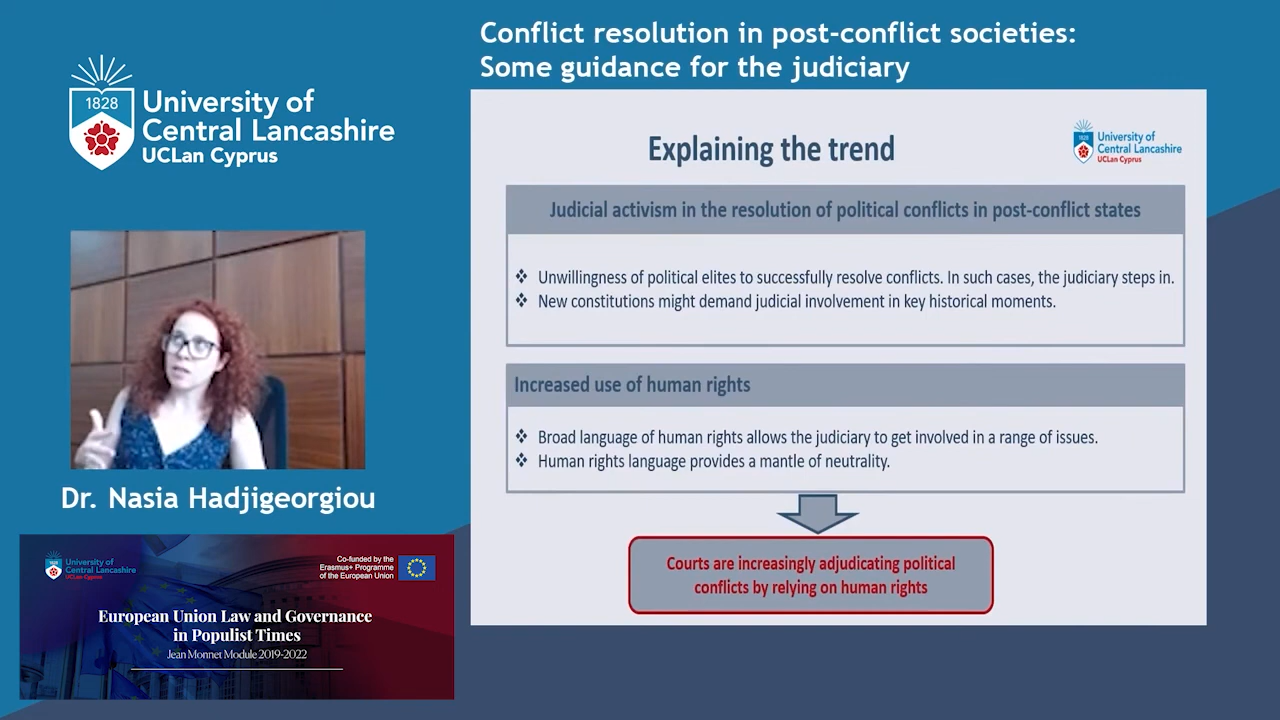 Conflict resolution in post-conflict societies:
Some guidance for the judiciary
1828
University of
Central Lancashire
UCLan Cyprus
Explaining the trend
1828
University of
Central Lancashire
UCLan Cyprus
Judicial activism in the resolution of political conflicts in post-conflict states
❖ Unwillingness of political elites to successfully resolve conflicts. In such cases, the judiciary steps in.
❖ New constitutions might demand judicial involvement in key historical moments.
Increased use of human rights
❖ Broad language of human rights allows the judiciary to get involved in a range of issues.
❖ Human rights language provides a mantle of neutrality.
Courts are increasingly adjudicating political
conflicts by relying on human rights
Dr. Nasia Hadjigeorgiou
University of
Central Lancashire
UCLan Cyprus
Co-funded by the
Erasmus+ Programme
of the European Union
European Union Law and Governance
in Populist Times
Jean Monnet Module 2019-2022